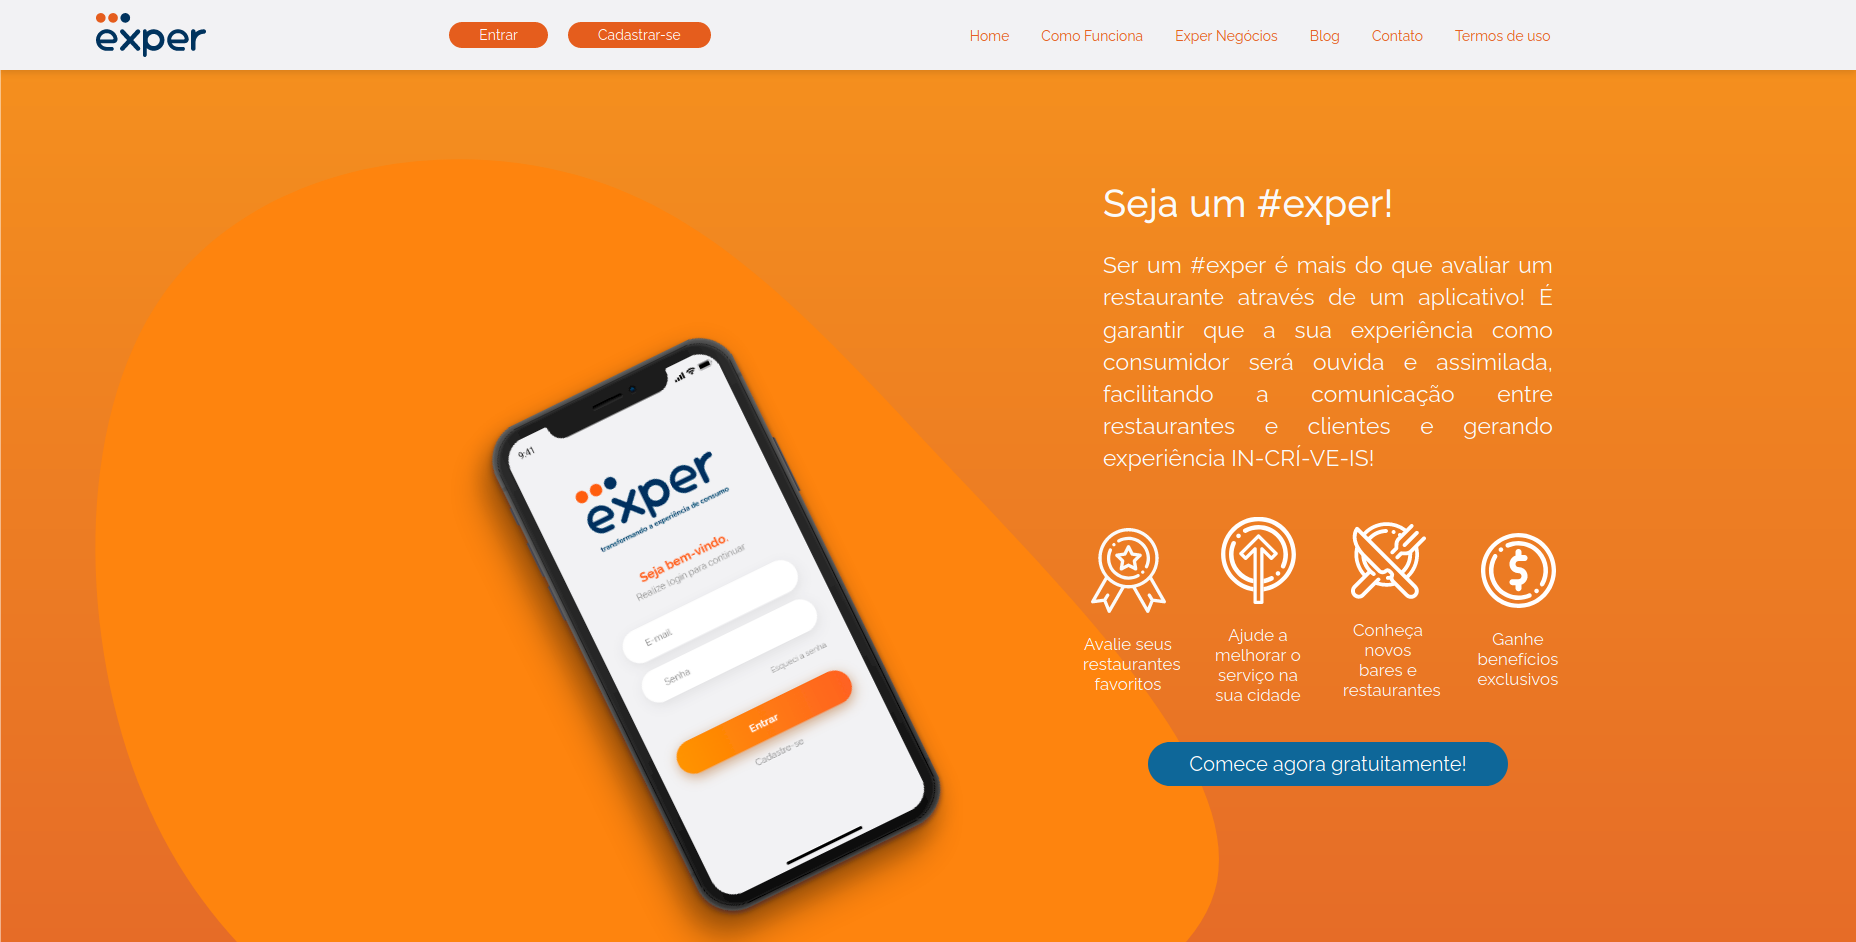 exper
Entrar
Cadastrar-se
Home
Como Funciona
Exper Negócios
Blog
Contato
Termos de uso
Seja um #exper!
Ser um #exper é mais do que avaliar um
restaurante através de um aplicativo! É
garantir que a sua experiência como
consumidor será ouvida e assimilada,
facilitando a comunicação entre
restaurantes e clientes e gerando
experiência IN-CRÍ-VE-IS!
Avalie seus
restaurantes
favoritos
Ajude a
melhorar o
serviço na
sua cidade
Conheça
novos
bares e
restaurantes
Ganhe
benefícios
exclusivos
Comece agora gratuitamente!
9:41
exper
transformando a experiência de consumo
Seja bem-vindo.
Realize login para continuar
E-mail
Senha
Esqueci a senha
Entrar
Cadastre-se